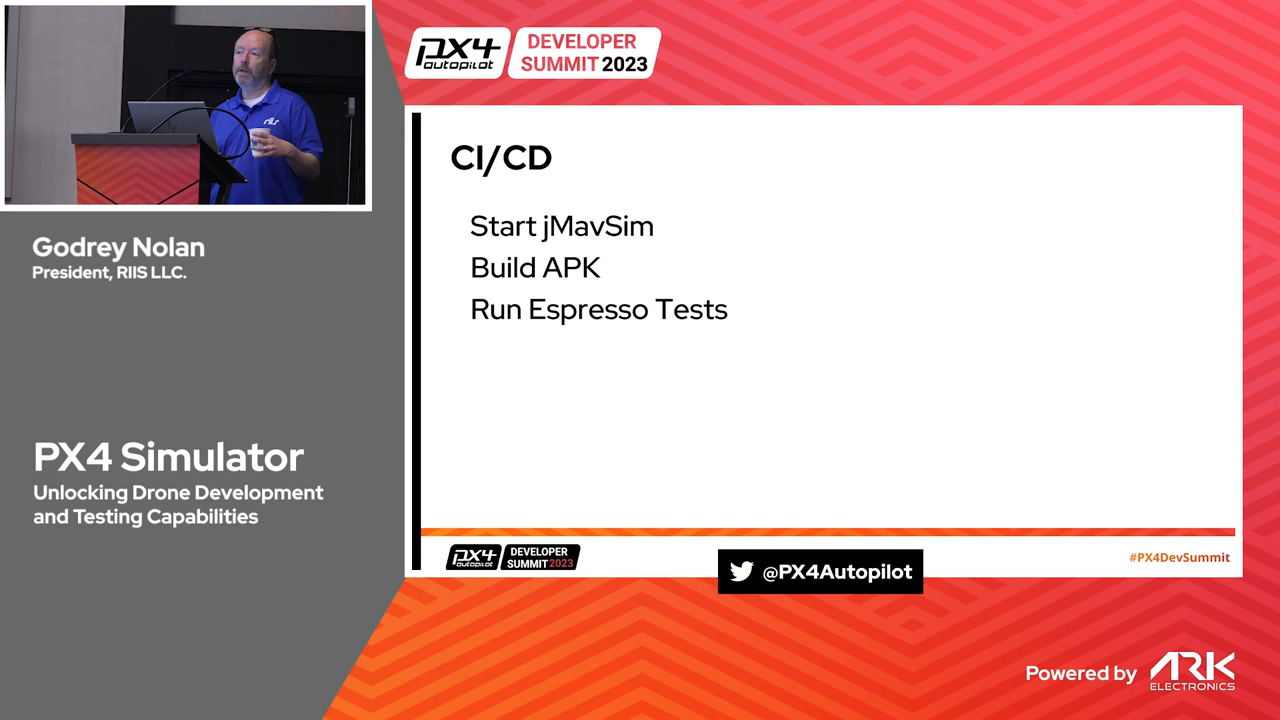 riis
Godrey Nolan
President, RIIS LLC.
PX4 Simulator
Unlocking Drone Development
and Testing Capabilities
px4
autopilot
DEVELOPER
SUMMIT 2023
CI/CD
Start jMavSim
Build APK
Run Espresso Tests
px4
autopilot
DEVELOPER
SUMMIT 2023
@PX4Autopilot
#PX4DevSummit
Powered by
ARK
ELECTRONICS